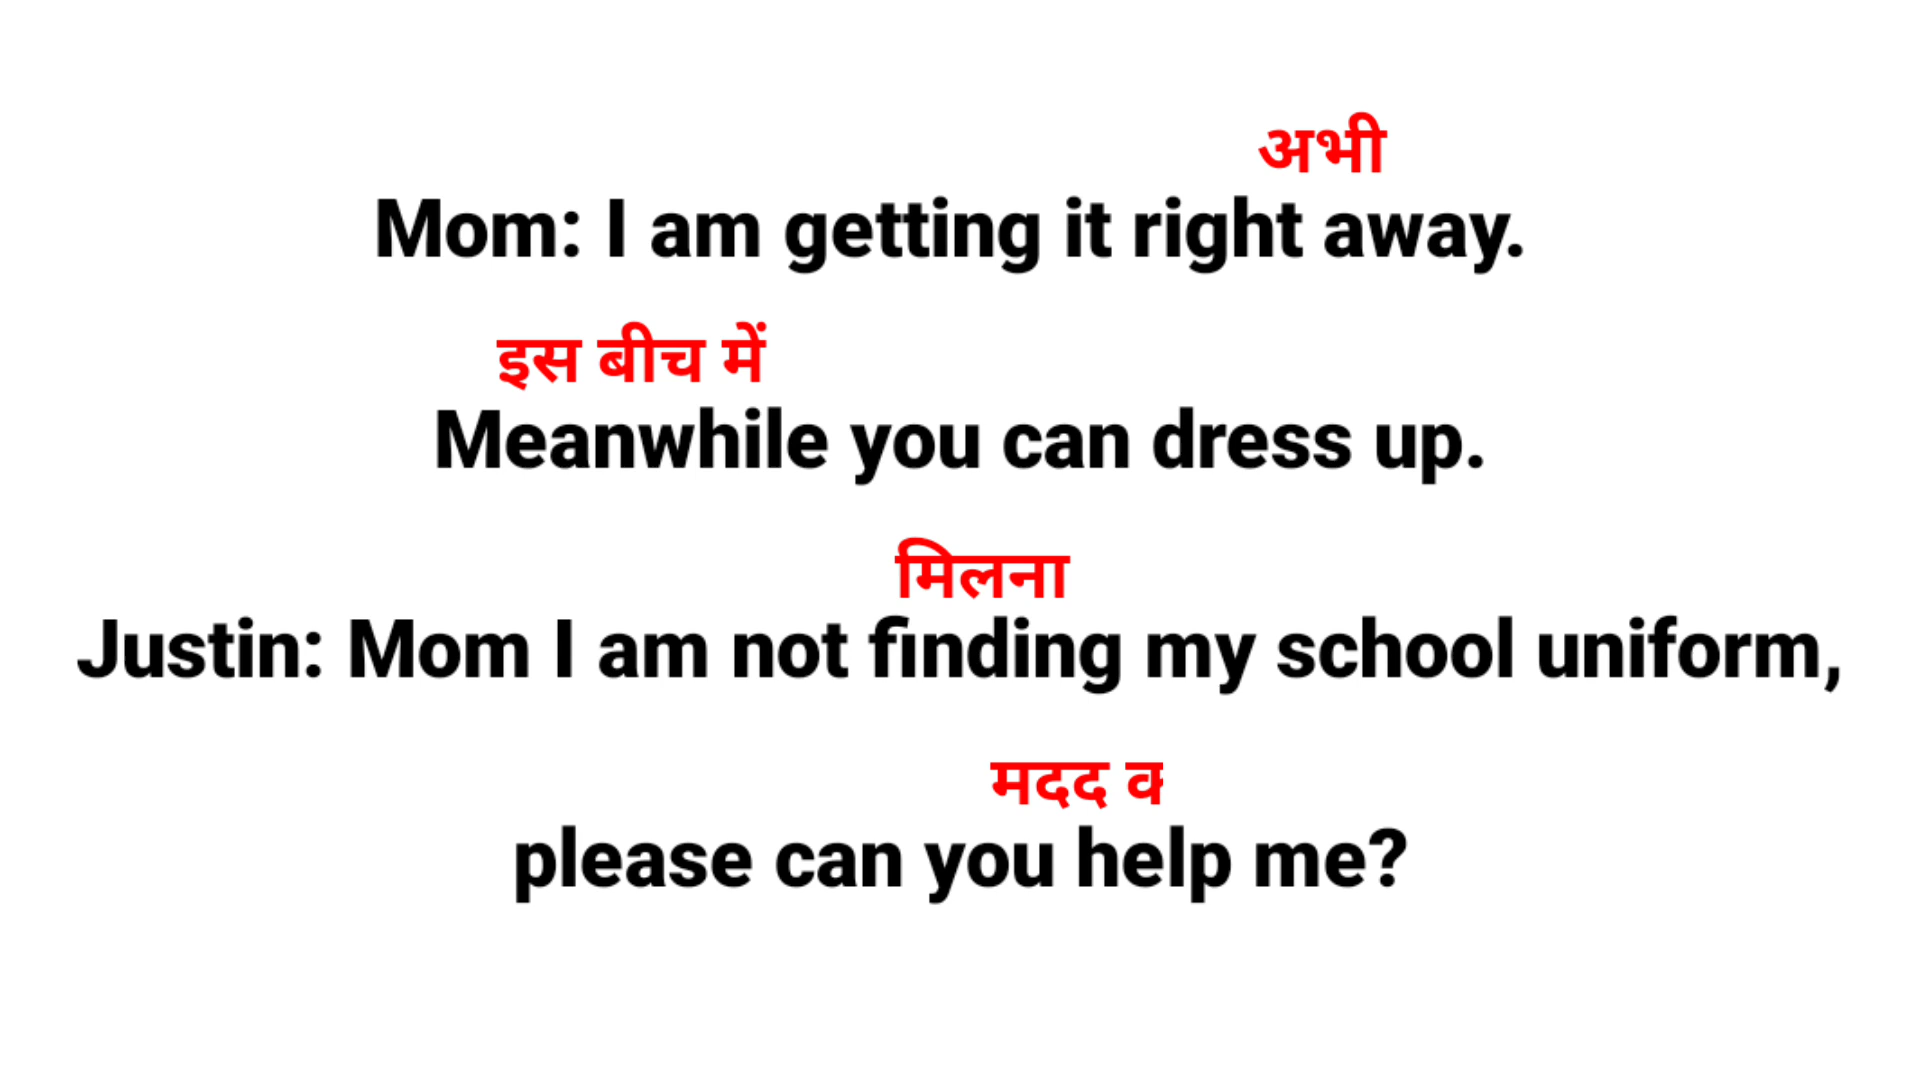 अभी
Mom: I am getting it right away.
इस बीच में
Meanwhile you can dress up.
मिलना
Justin: Mom I am not finding my school uniform,
मदद
please can you help me?